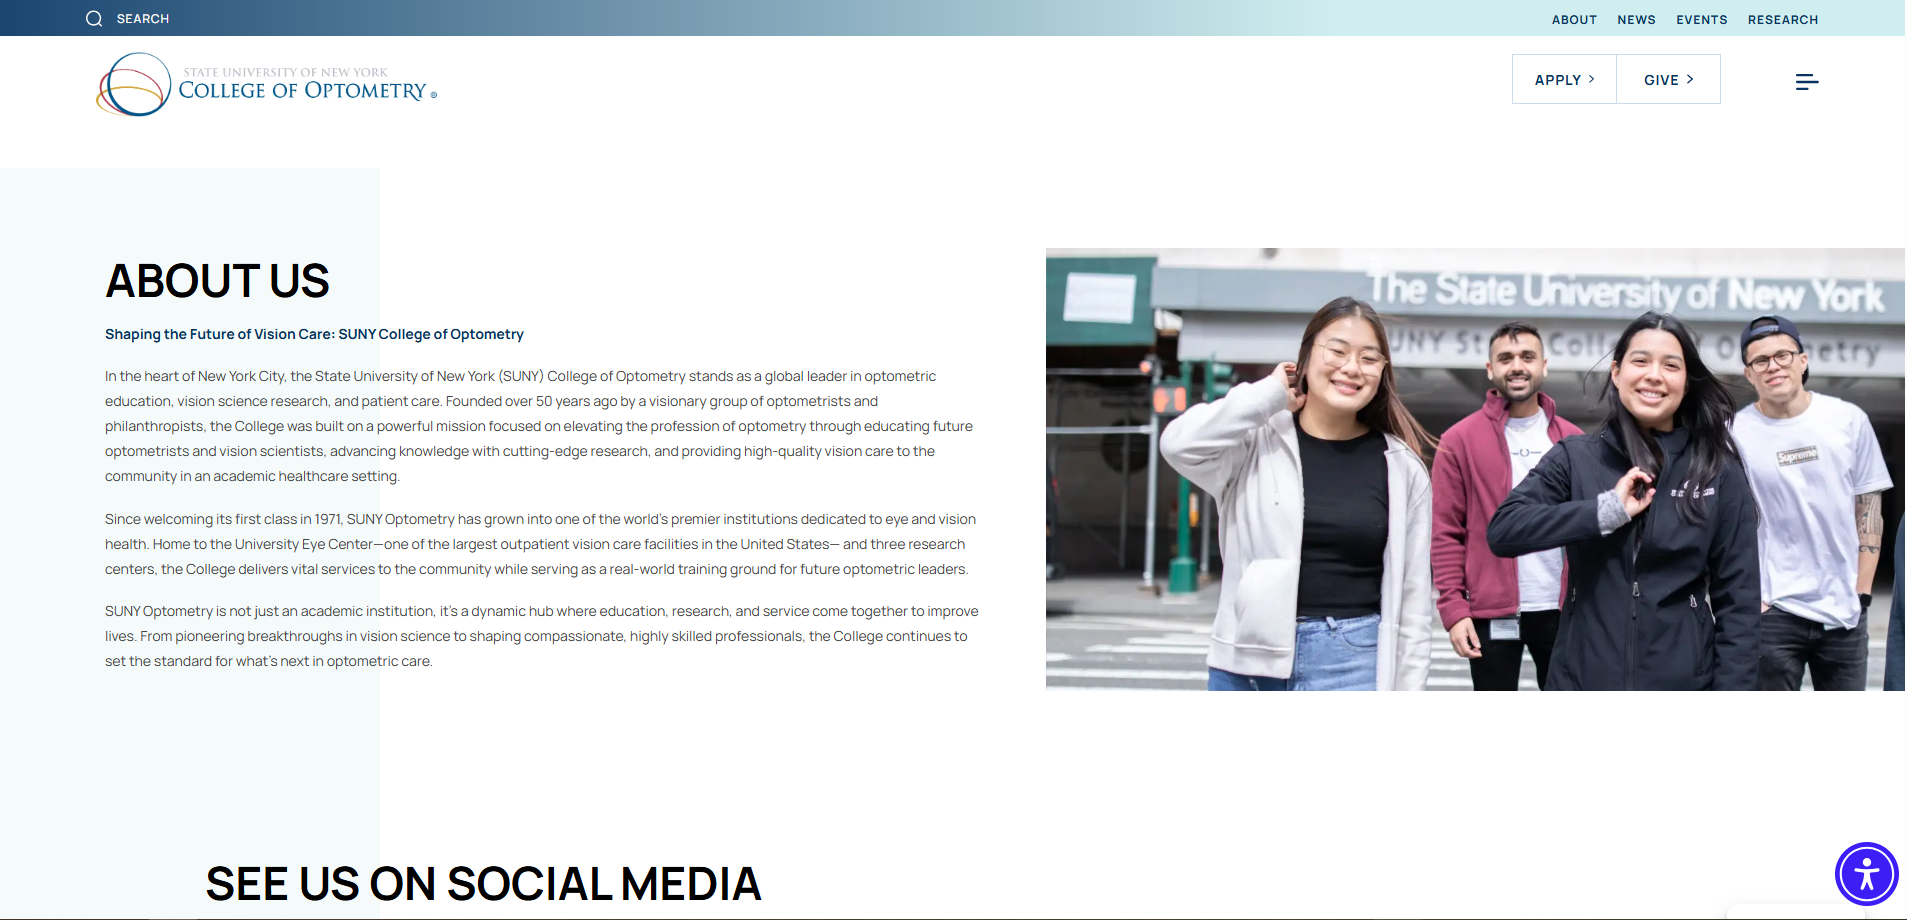 SEARCH
ABOUT NEWS EVENTS RESEARCH
STATE UNIVERSITY OF NEW YORK
COLLEGE OF OPTOMETRY ®
APPLY GIVE
ABOUT US
Shaping the Future of Vision Care: SUNY College of Optometry
In the heart of New York City, the State University of New York (SUNY) College of Optometry stands as a global leader in optometric
education, vision science research, and patient care. Founded over 50 years ago by a visionary group of optometrists and
philanthropists, the College was built on a powerful mission focused on elevating the profession of optometry through educating future
optometrists and vision scientists, advancing knowledge with cutting-edge research, and providing high-quality vision care to the
community in an academic healthcare setting.
Since welcoming its first class in 1971, SUNY Optometry has grown into one of the world's premier institutions dedicated to eye and vision
health. Home to the University Eye Center—one of the largest outpatient vision care facilities in the United States— and three research
centers, the College delivers vital services to the community while serving as a real-world training ground for future optometric leaders.
SUNY Optometry is not just an academic institution, it's a dynamic hub where education, research, and service come together to improve
lives. From pioneering breakthroughs in vision science to shaping compassionate, highly skilled professionals, the College continues to
set the standard for what's next in optometric care.
The State University of New York
SUNY
Supreme
SEE US ON SOCIAL MEDIA